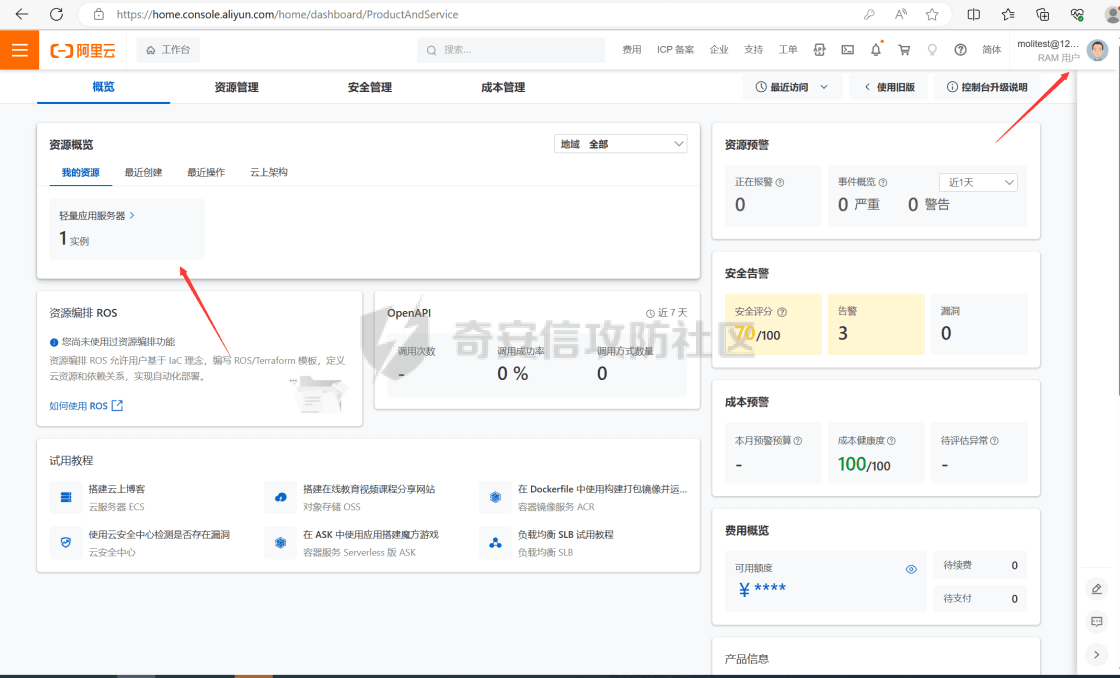 https://home.console.aliyun.com/home/dashboard/ProductAndService
阿里云
工作台
搜索...
费用
ICP 备案
企业
支持
工单
简体
molitest@12...
RAM 用户
概览
资源管理
安全管理
成本管理
最近访问
使用旧版
控制台升级说明
资源概览
地域 全部
我的资源
最近创建
最近操作
云上架构
轻量应用服务器
1 实例
资源编排 ROS
您尚未使用过资源编排功能
资源编排 ROS 允许用户基于 IaC 理念，编写 ROS/Terraform 模板，定义
云资源和依赖关系，实现自动化部署。
如何使用 ROS
OpenAPI
近 7 天
调用次数
-
调用成功率
0 %
调用方式数量
0
奇安信攻防社区
试用教程
搭建云上博客
云服务器 ECS
搭建在线教育视频课程分享网站
对象存储 OSS
在 Dockerfile 中使用构建打包镜像并运...
容器镜像服务 ACR
使用云安全中心检测是否存在漏洞
云安全中心
在 ASK 中使用应用搭建魔方游戏
容器服务 Serverless 版 ASK
负载均衡 SLB 试用教程
负载均衡 SLB
资源预警
正在报警
0
事件概览
近1天
0 严重
0 警告
安全告警
安全评分
70/100
告警
3
漏洞
0
成本预警
本月预警预算
-
成本健康度
100/100
待评估异常
-
费用概览
可用额度
¥ ****
待续费 0
待支付 0
产品信息